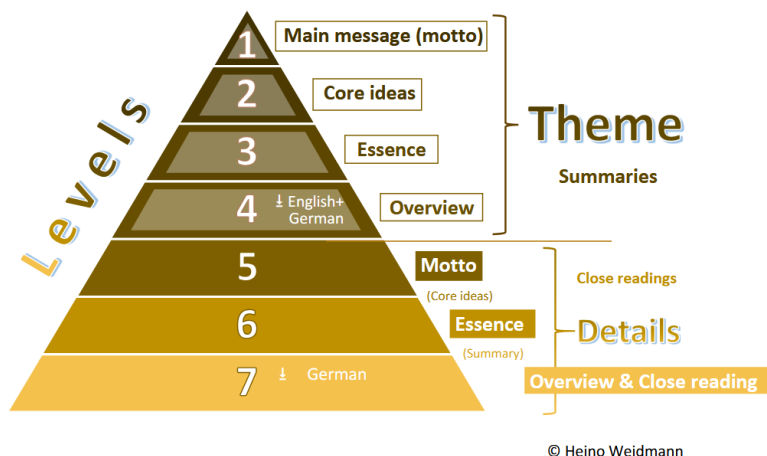 Levels
1
Main message (motto)
2
Core ideas
3
Essence
4
English+
German
Overview
Theme
Summaries
5
Motto
(Core ideas)
6
Essence
(Summary)
7
German
Close readings
Details
Overview & Close reading
© Heino Weidmann